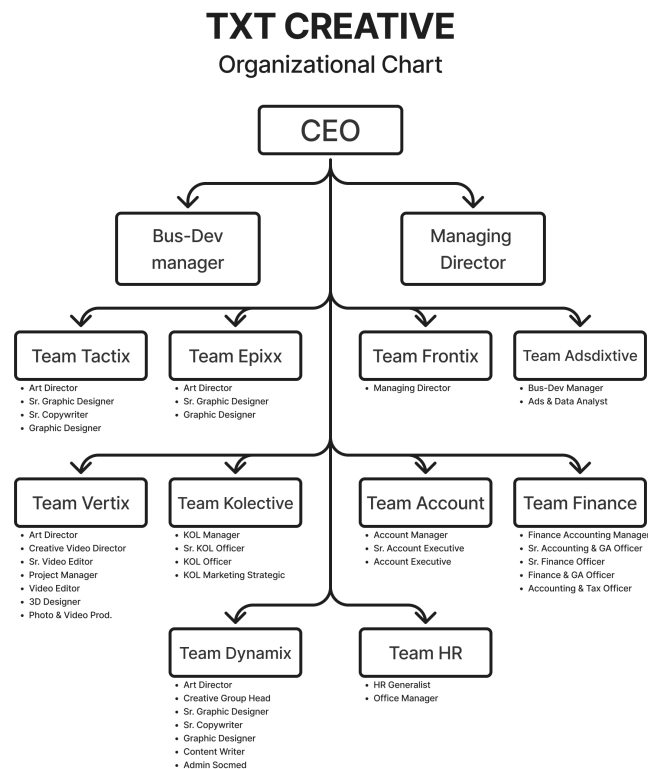 TXT CREATIVE
Organizational Chart
CEO
Bus-Dev
manager
Managing
Director
Team Tactix
• Art Director
• Sr. Graphic Designer
• Sr. Copywriter
• Graphic Designer
Team Epixx
• Art Director
• Sr. Graphic Designer
• Graphic Designer
Team Frontix
• Managing Director
Team Adsdixtive
• Bus-Dev Manager
• Ads & Data Analyst
Team Vertix
• Art Director
• Creative Video Director
• Sr. Video Editor
• Project Manager
• Video Editor
• 3D Designer
• Photo & Video Prod.
Team Kolective
• KOL Manager
• Sr. KOL Officer
• KOL Officer
• KOL Marketing Strategic
Team Account
• Account Manager
• Sr. Account Executive
• Account Executive
Team Finance
• Finance Accounting Manager
• Sr. Accounting & GA Officer
• Sr. Finance Officer
• Finance & GA Officer
• Accounting & Tax Officer
Team Dynamix
• Art Director
• Creative Group Head
• Sr. Graphic Designer
• Sr. Copywriter
• Graphic Designer
• Content Writer
• Admin Socmed
Team HR
• HR Generalist
• Office Manager